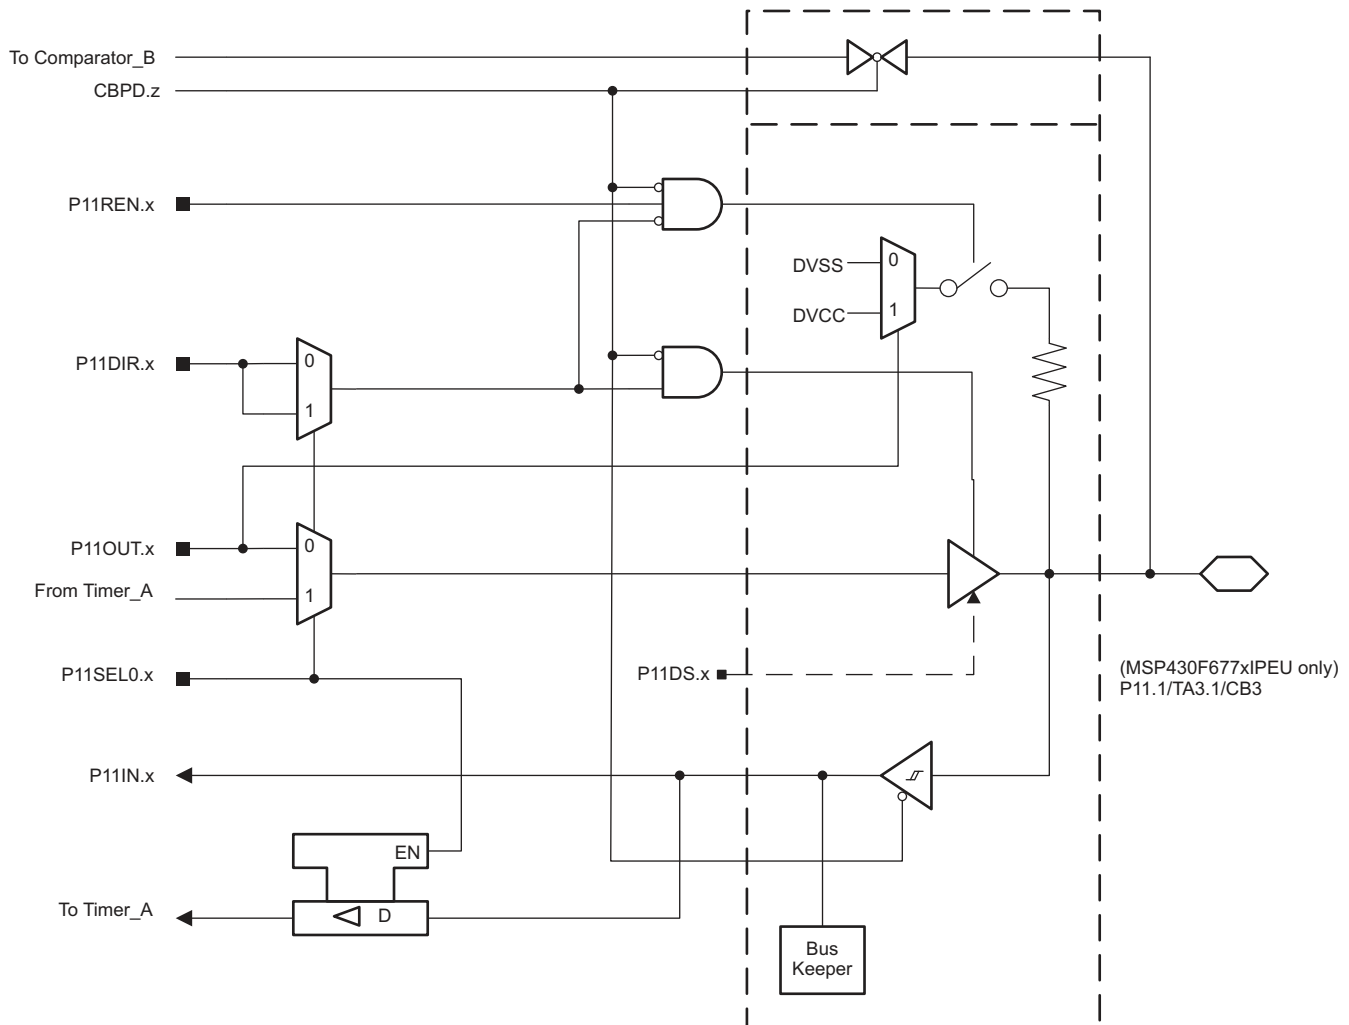 To Comparator_B
CBPD.z
P11REN.x
DVSS
0
DVCC
1
P11DIR.x
0
1
P11OUT.x
0
From Timer_A
1
P11SEL0.x
P11DS.x
(MSP430F677xIPEU only)
P11.1/TA3.1/CB3
P11IN.x
EN
To Timer_A
D
Bus
Keeper